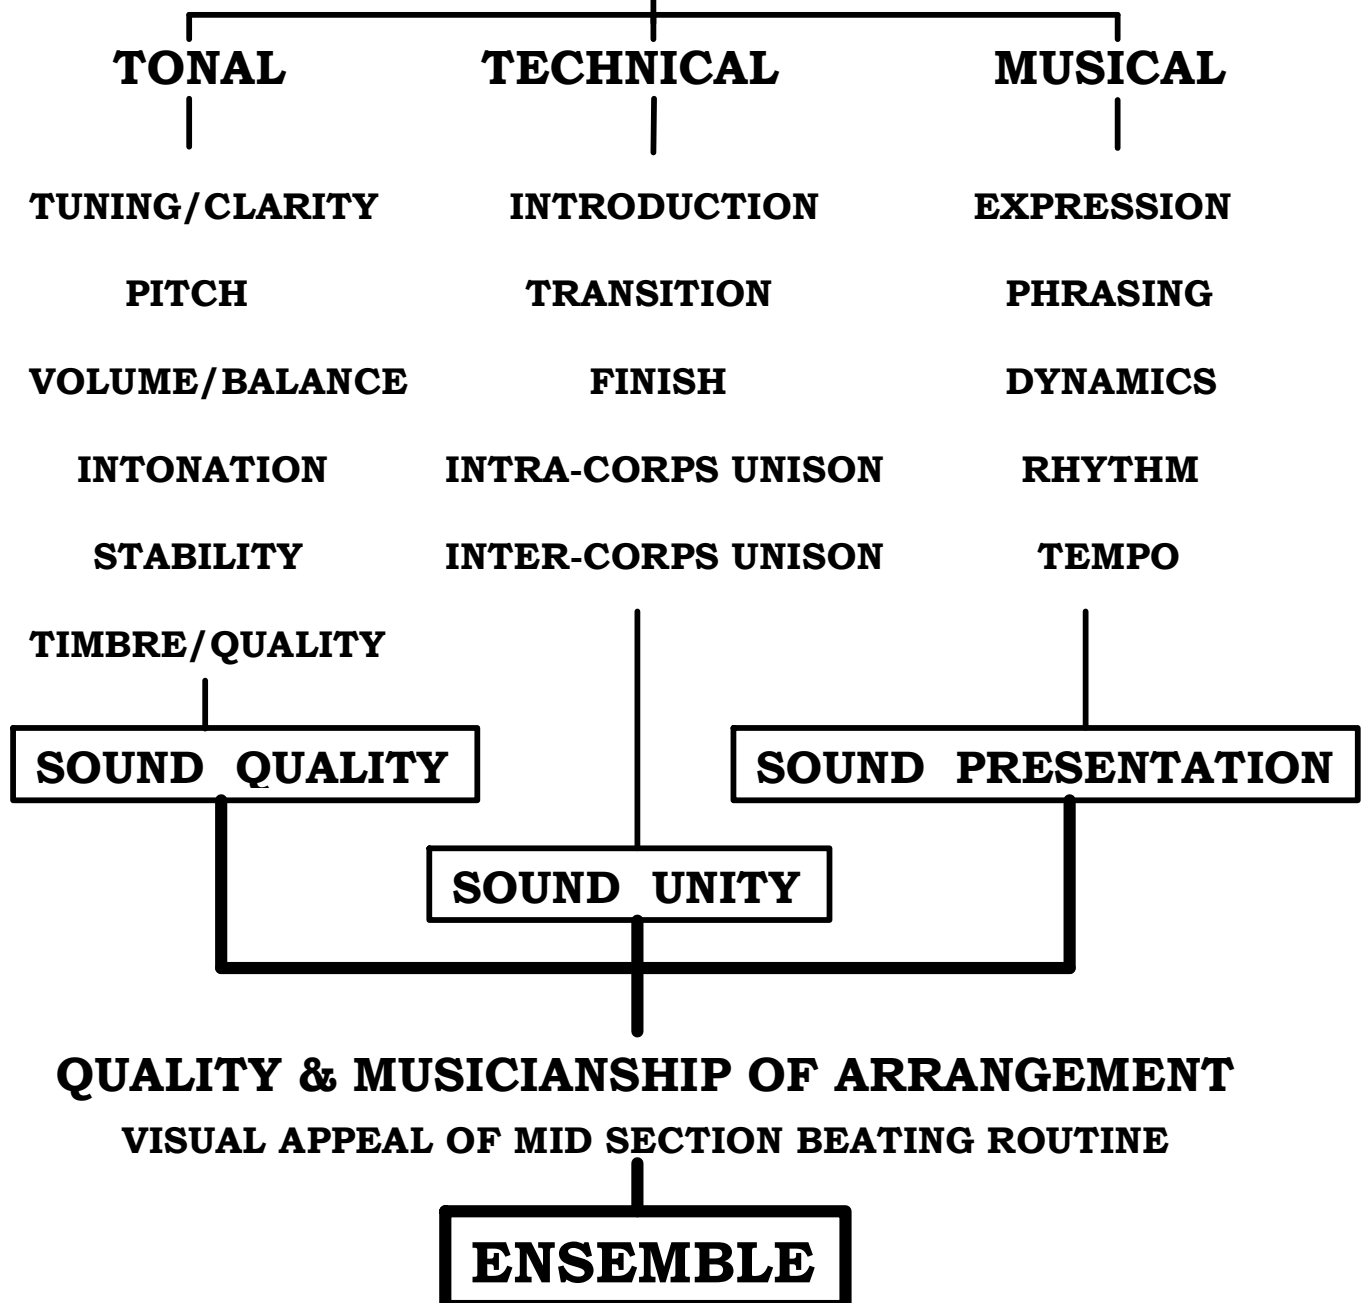 TONAL TECHNICAL MUSICAL
TUNING/CLARITY INTRODUCTION EXPRESSION
PITCH TRANSITION PHRASING
VOLUME/BALANCE FINISH DYNAMICS
INTONATION INTRA-CORPS UNISON RHYTHM
STABILITY INTER-CORPS UNISON TEMPO
TIMBRE/QUALITY
SOUND QUALITY SOUND PRESENTATION
SOUND UNITY
QUALITY & MUSICIANSHIP OF ARRANGEMENT
VISUAL APPEAL OF MID SECTION BEATING ROUTINE
ENSEMBLE